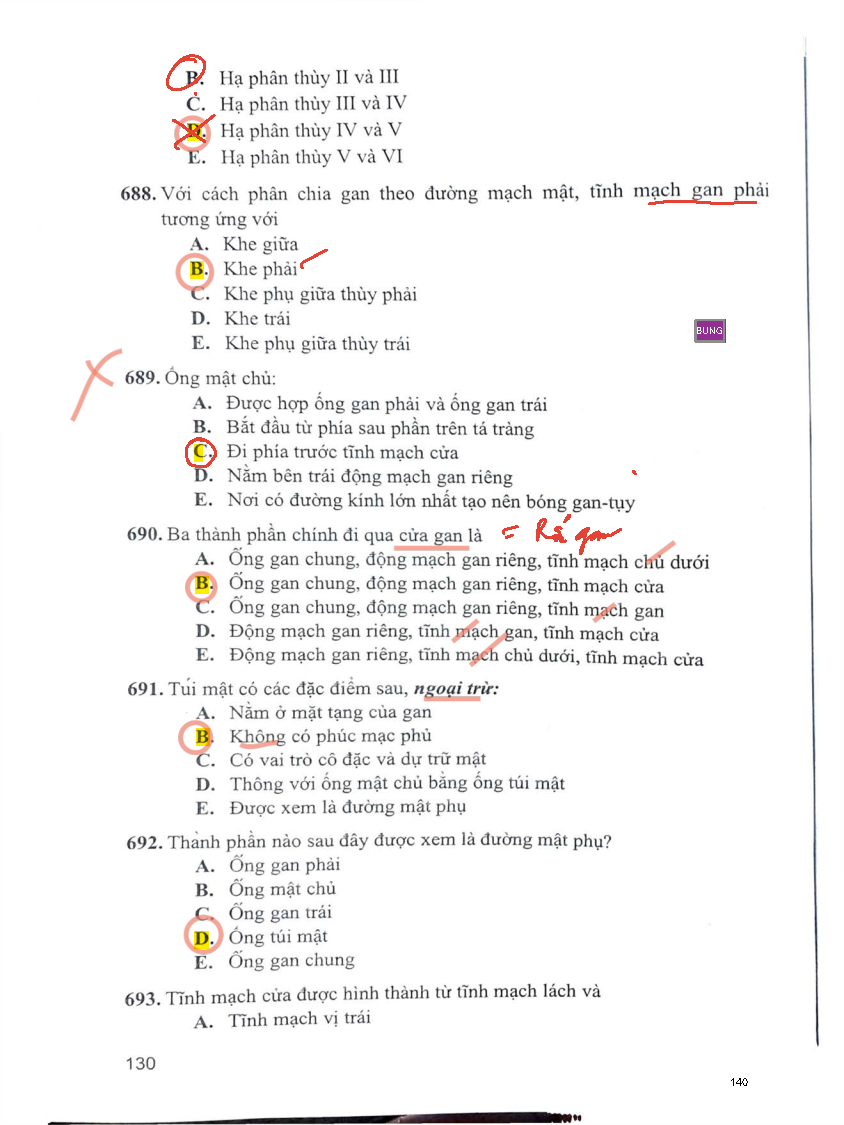 B. Hạ phân thùy II và III
C. Hạ phân thùy III và IV
D. Hạ phân thùy IV và V
E. Hạ phân thùy V và VI
688. Với cách phân chia gan theo đường mạch mật, tĩnh mạch gan phải
tương ứng với
A. Khe giữa
B. Khe phải
C. Khe phụ giữa thùy phải
D. Khe trái
E. Khe phụ giữa thùy trái
BUNG
689. Ống mật chủ:
A. Được hợp ống gan phải và ống gan trái
B. Bắt đầu từ phía sau phần trên tá tràng
C. Đi phía trước tĩnh mạch cửa
D. Nằm bên trái động mạch gan riêng
E. Nơi có đường kính lớn nhất tạo nên bóng gan-tụy
690. Ba thành phần chính đi qua cửa gan là = Rố gan
A. Ống gan chung, động mạch gan riêng, tĩnh mạch chủ dưới
B. Ống gan chung, động mạch gan riêng, tĩnh mạch cửa
C. Ống gan chung, động mạch gan riêng, tĩnh mạch gan
D. Động mạch gan riêng, tĩnh mạch gan, tĩnh mạch cửa
E. Động mạch gan riêng, tĩnh mạch chủ dưới, tĩnh mạch cửa
691. Túi mật có các đặc điểm sau, ngoại trừ:
A. Nằm ở mặt tạng của gan
B. Không có phúc mạc phủ
C. Có vai trò cô đặc và dự trữ mật
D. Thông với ống mật chủ bằng ống túi mật
E. Được xem là đường mật phụ
692. Thành phần nào sau đây được xem là đường mật phụ?
A. Ống gan phải
B. Ống mật chủ
C. Ống gan trái
D. Ống túi mật
E. Ống gan chung
693. Tĩnh mạch cửa được hình thành từ tĩnh mạch lách và
A. Tĩnh mạch vị trái
130
140